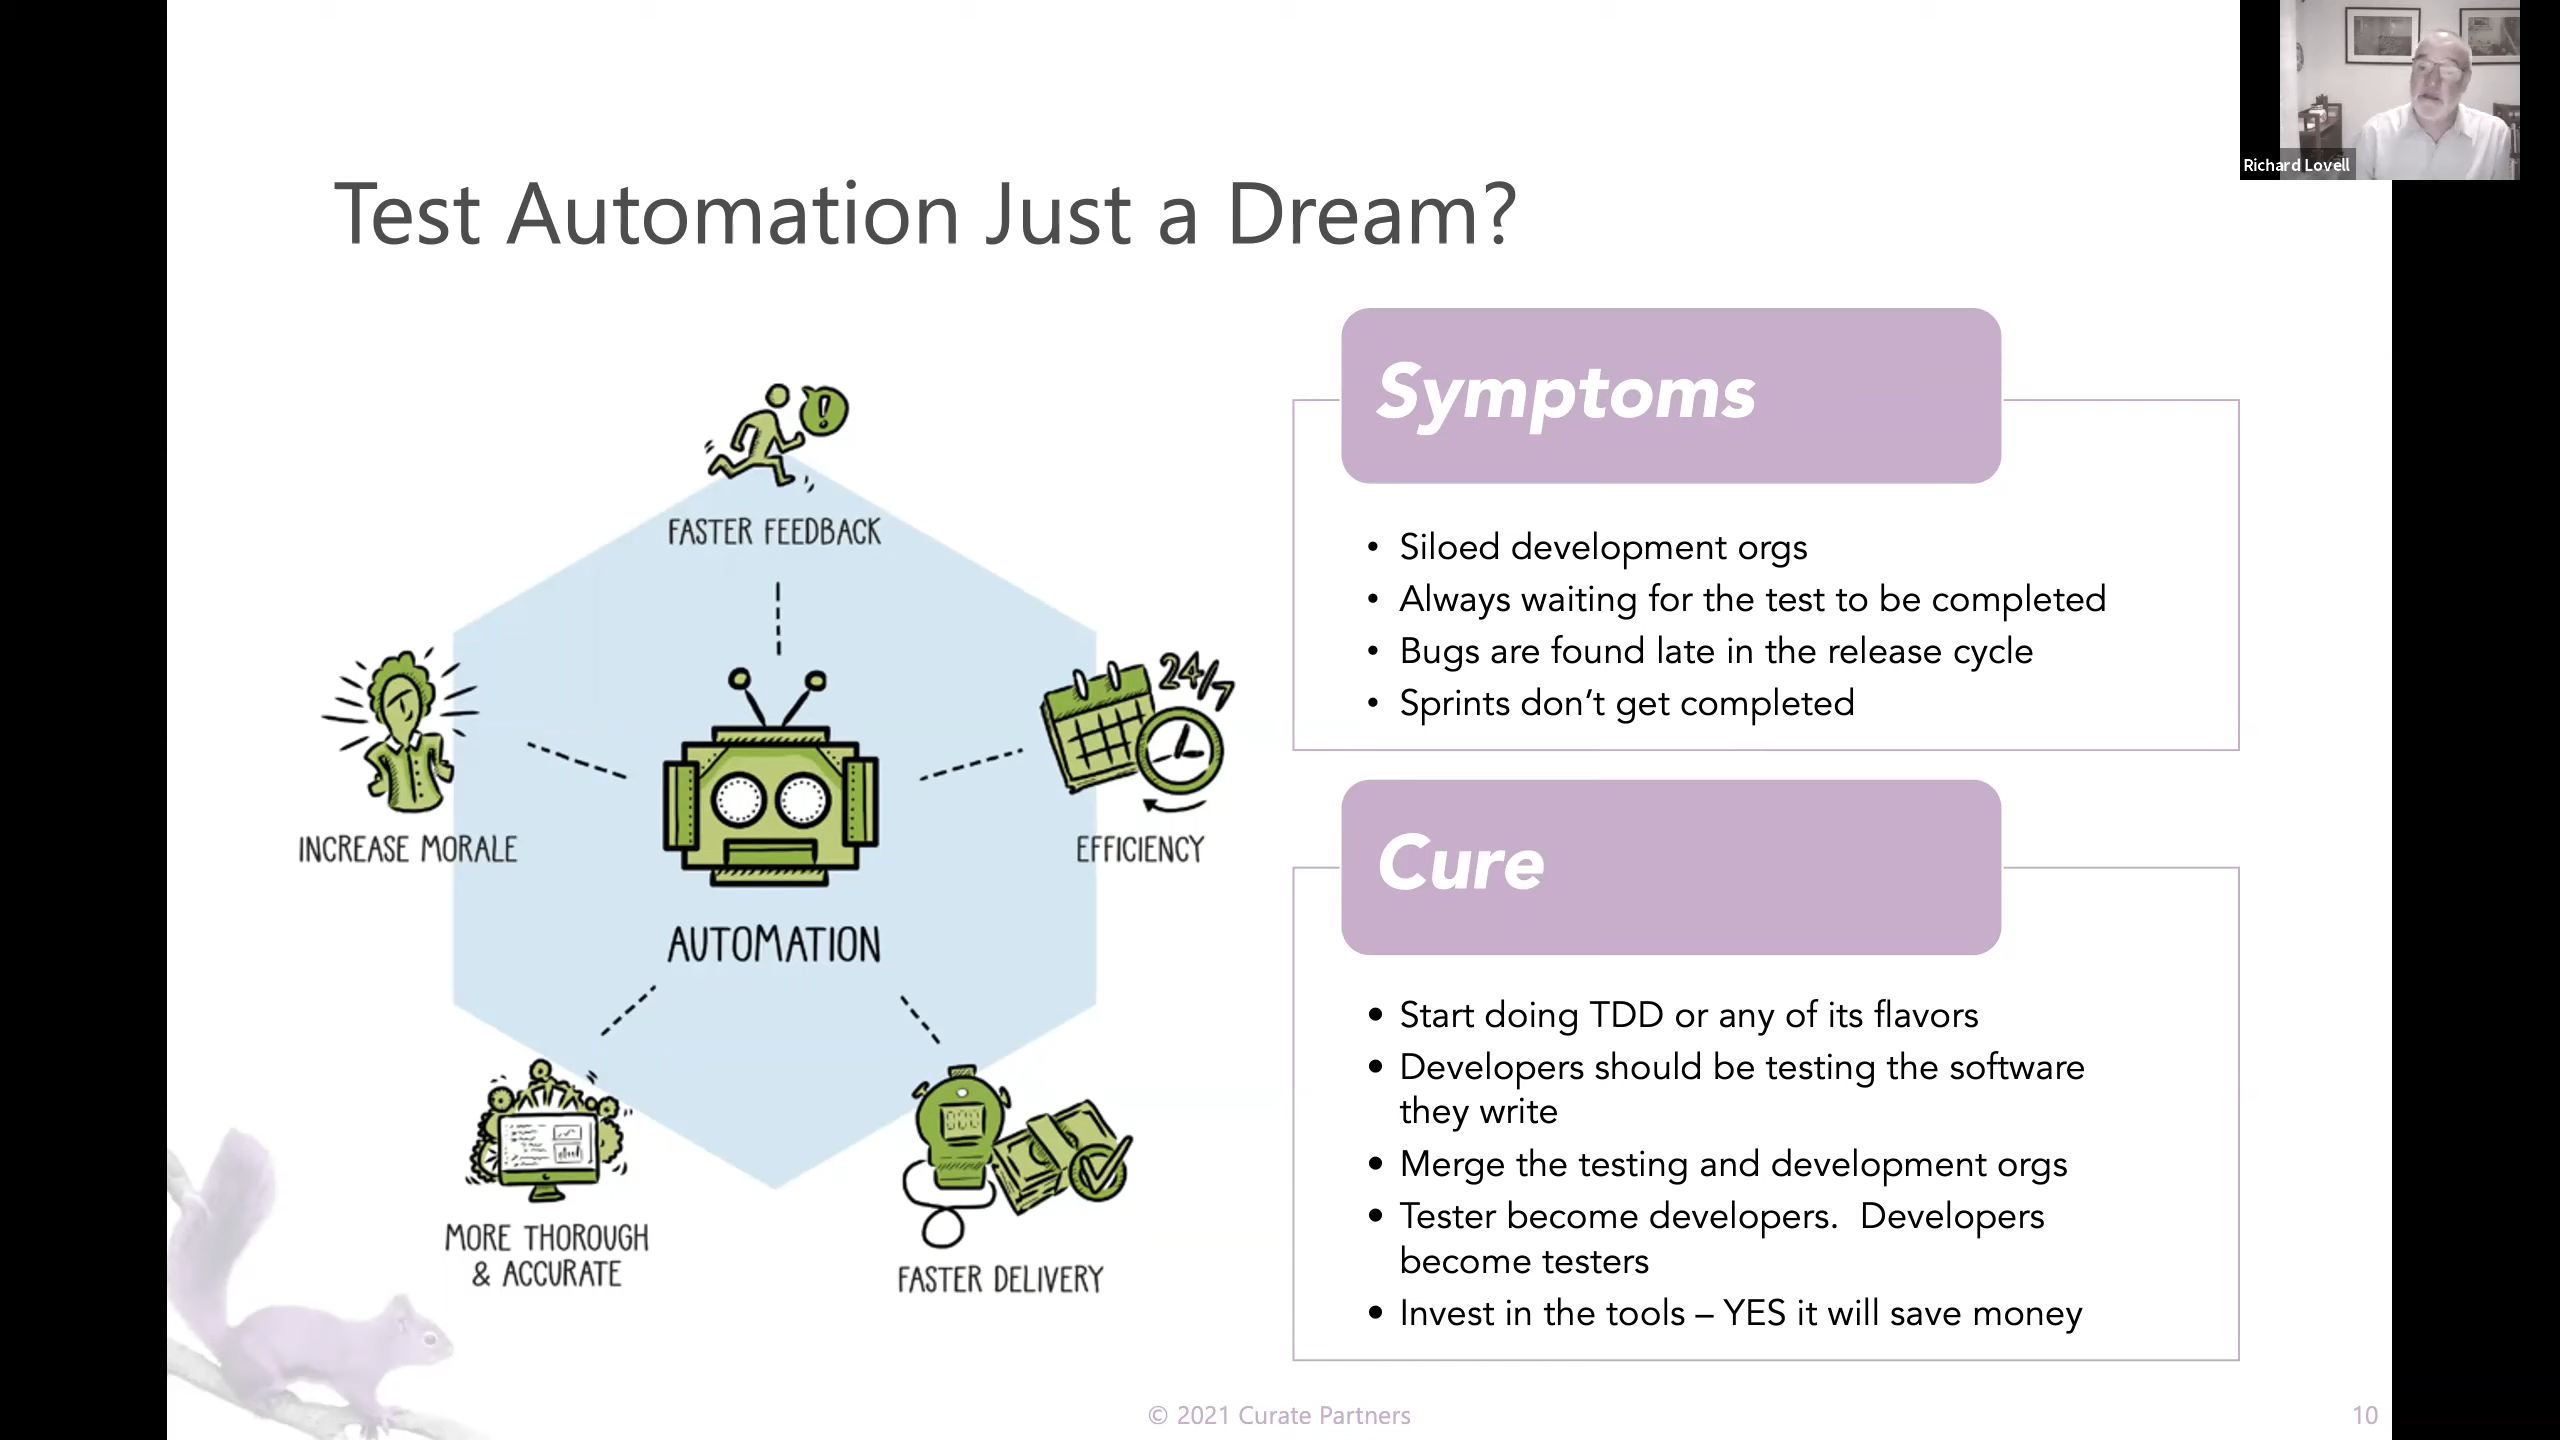 Richard Lovell
Test Automation Just a Dream?
FASTER FEEDBACK
24/7
INCREASE MORALE
EFFICIENCY
AUTOMATION
MORE THOROUGH
& ACCURATE
FASTER DELIVERY
Symptoms
• Siloed development orgs
• Always waiting for the test to be completed
• Bugs are found late in the release cycle
• Sprints don’t get completed
Cure
• Start doing TDD or any of its flavors
• Developers should be testing the software
they write
• Merge the testing and development orgs
• Tester become developers.  Developers
become testers
• Invest in the tools – YES it will save money
© 2021 Curate Partners
10